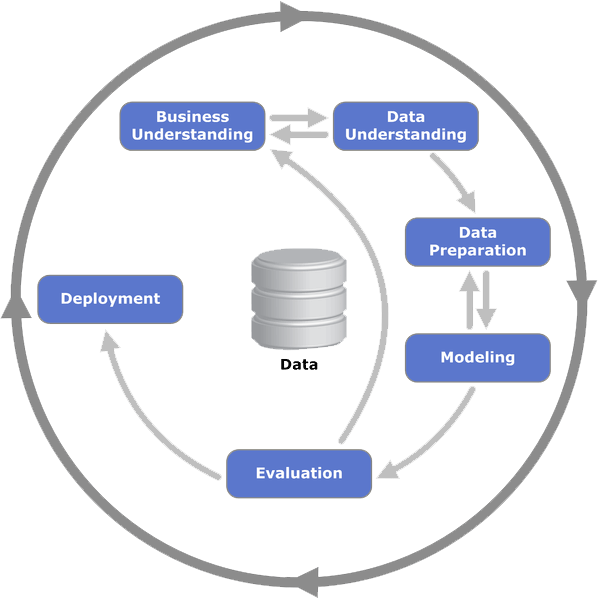 Business
Understanding
Data
Understanding
Data
Preparation
Deployment
Modeling
Data
Evaluation